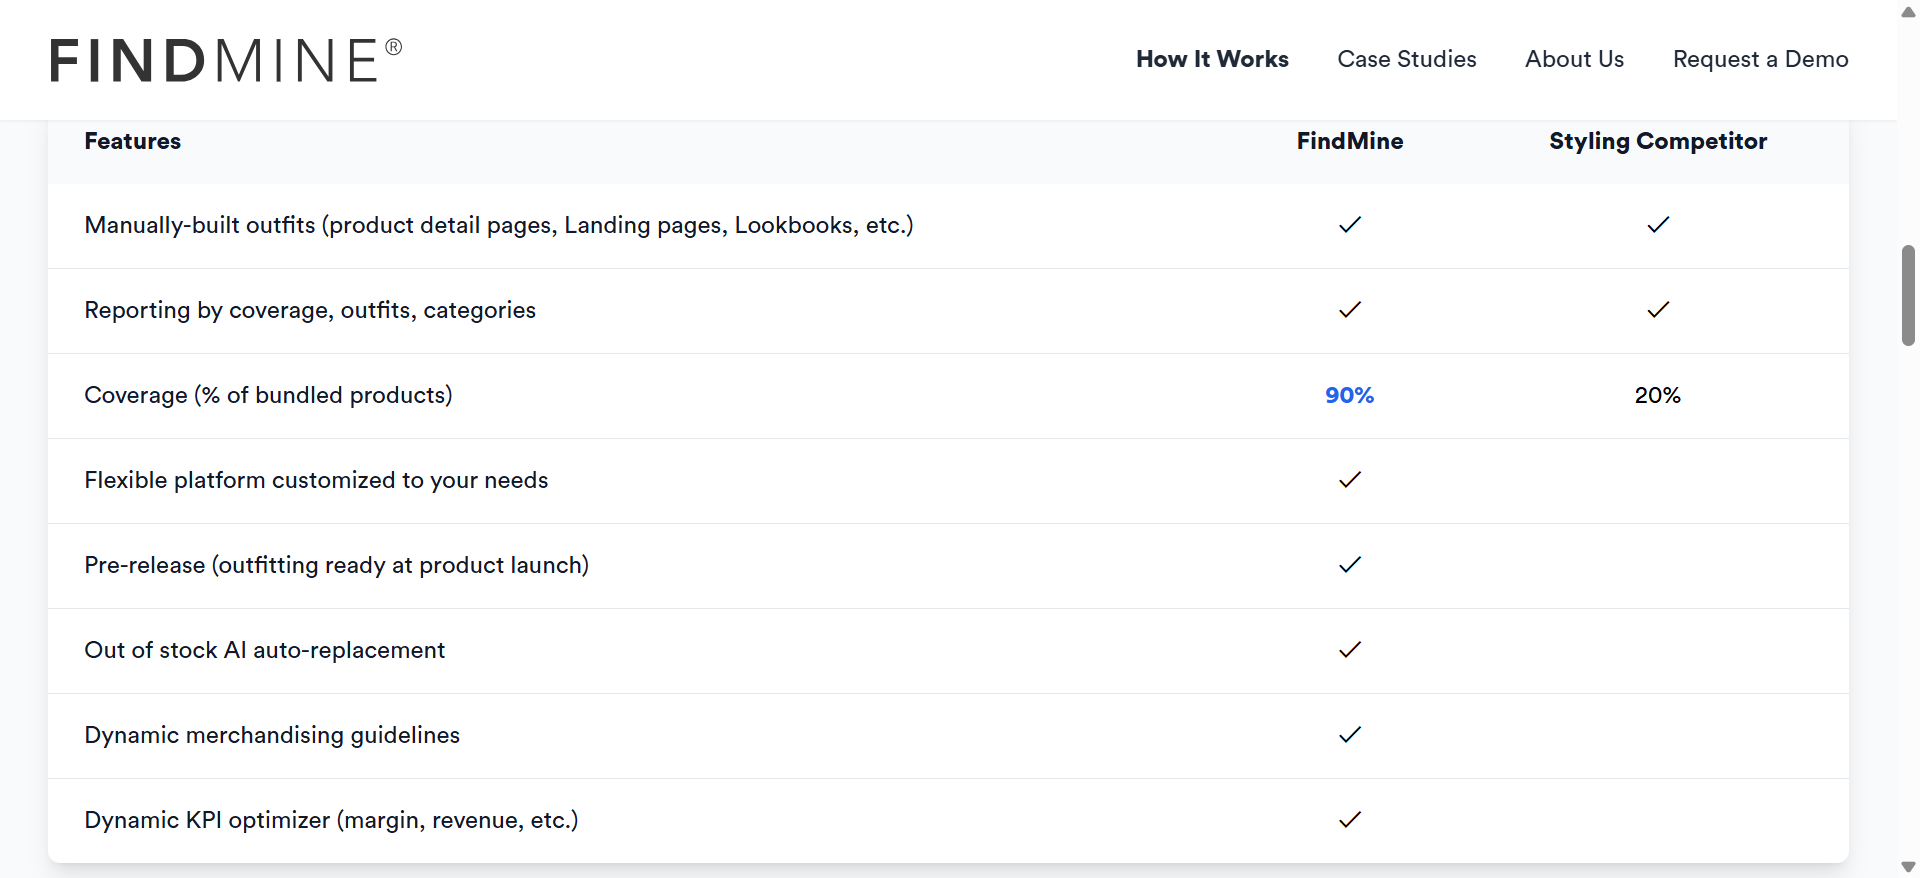 FINDMINE®
How It Works Case Studies About Us Request a Demo
Features FindMine Styling Competitor
Manually-built outfits (product detail pages, Landing pages, Lookbooks, etc.) ✓ ✓
Reporting by coverage, outfits, categories ✓ ✓
Coverage (% of bundled products) 90% 20%
Flexible platform customized to your needs ✓
Pre-release (outfitting ready at product launch) ✓
Out of stock AI auto-replacement ✓
Dynamic merchandising guidelines ✓
Dynamic KPI optimizer (margin, revenue, etc.) ✓